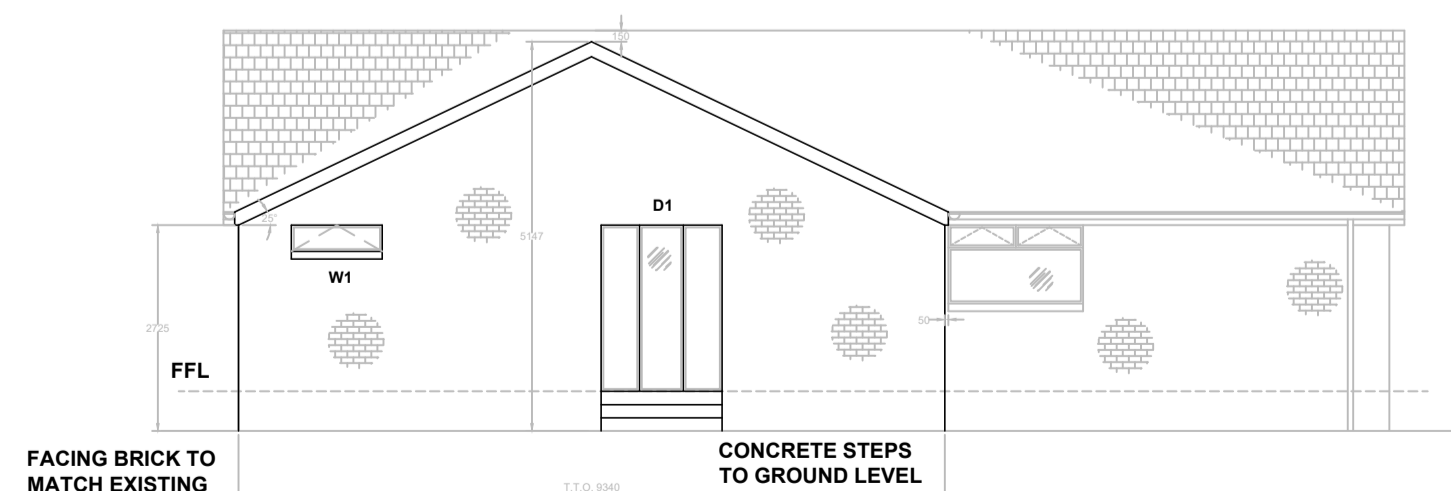 150
D1
25°
5147
W1
2725
50
FFL
FACING BRICK TO
MATCH EXISTING
CONCRETE STEPS
TO GROUND LEVEL
T.T.O. 9340